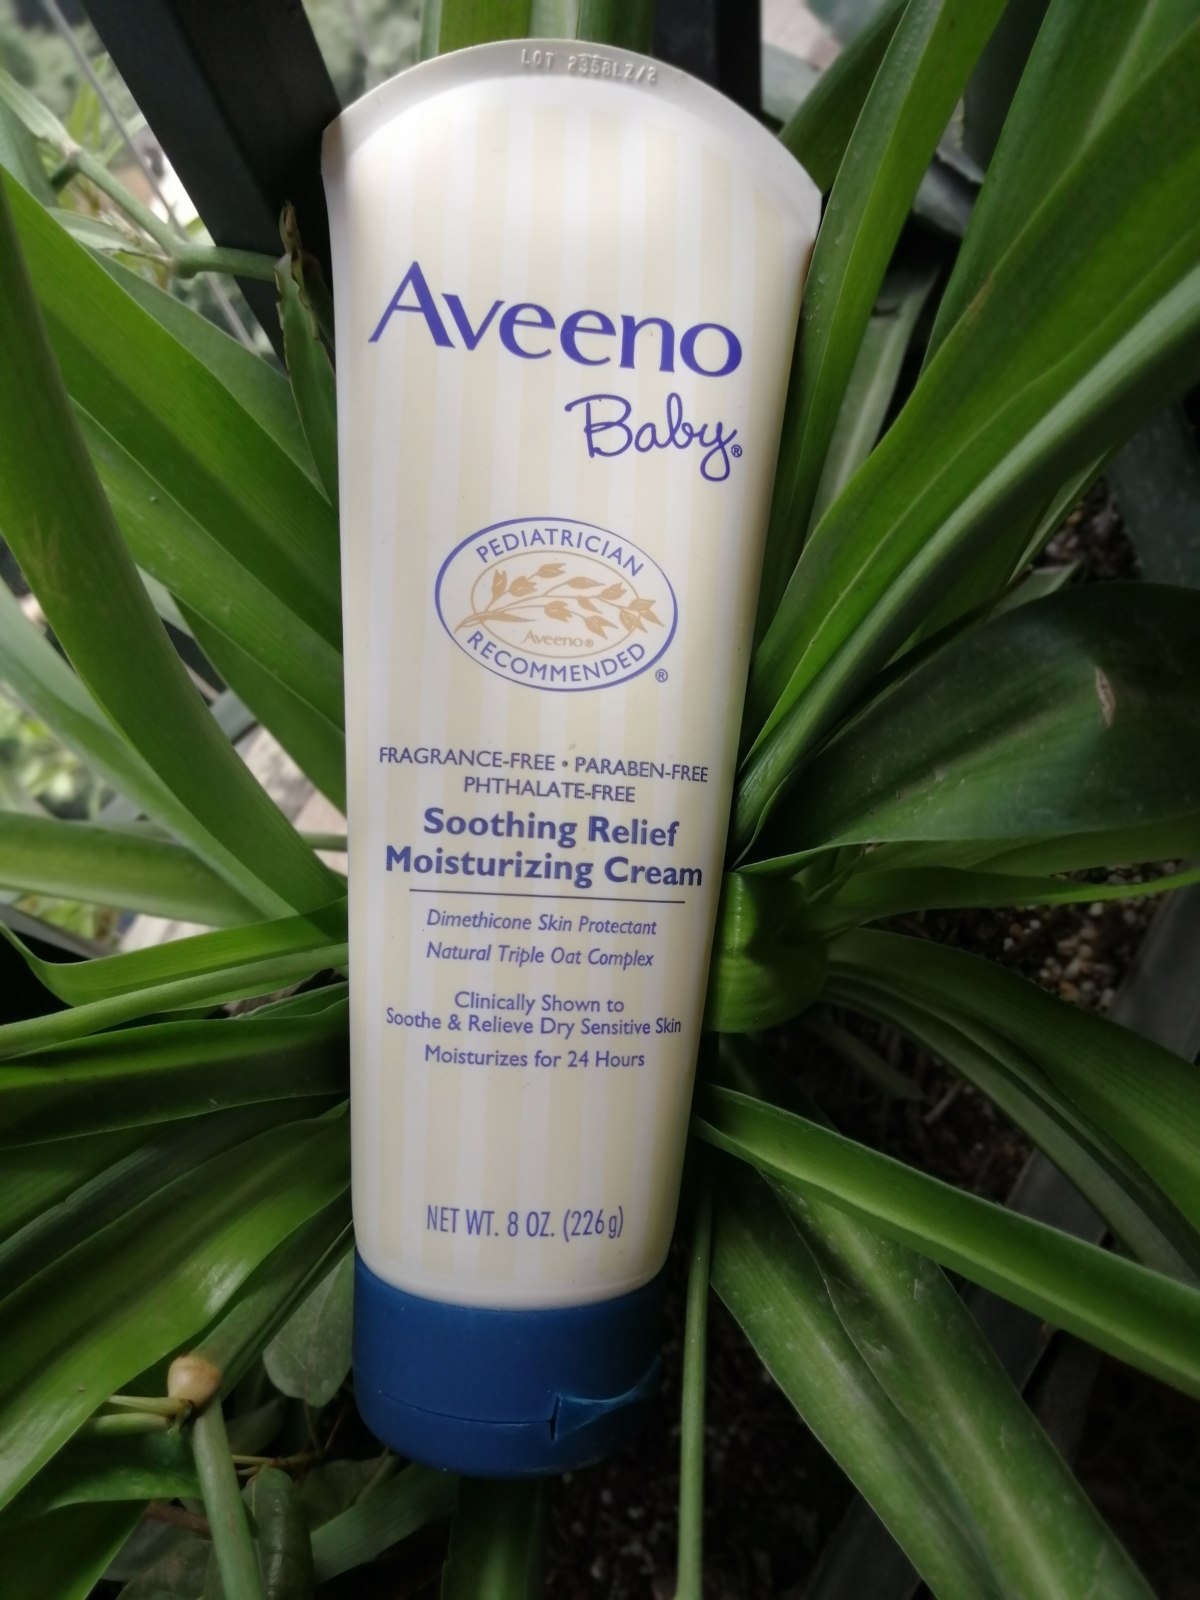 Aveeno
Baby®
PEDIATRICIAN
Aveeno®
RECOMMENDED®
FRAGRANCE-FREE • PARABEN-FREE
PHTHALATE-FREE
Soothing Relief
Moisturizing Cream
Dimethicone Skin Protectant
Natural Triple Oat Complex
Clinically Shown to
Soothe & Relieve Dry Sensitive Skin
Moisturizes for 24 Hours
NET WT. 8 OZ. (226 g)